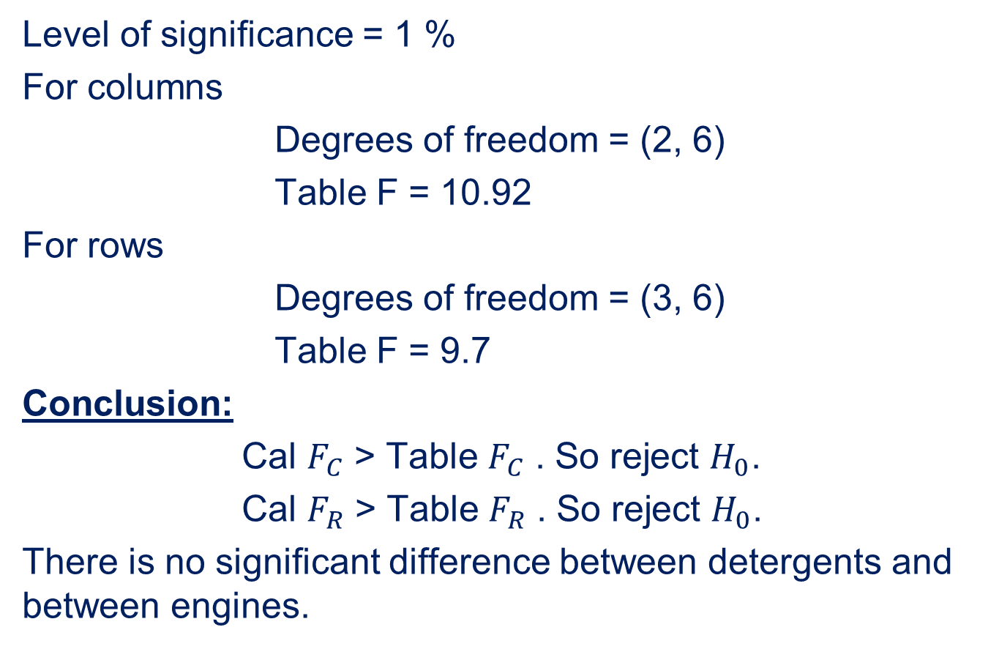 Level of significance = 1 %
For columns
Degrees of freedom = (2, 6)
Table F = 10.92
For rows
Degrees of freedom = (3, 6)
Table F = 9.7
Conclusion:
Cal F_C > Table F_C . So reject H_0.
Cal F_R > Table F_R . So reject H_0.
There is no significant difference between detergents and
between engines.